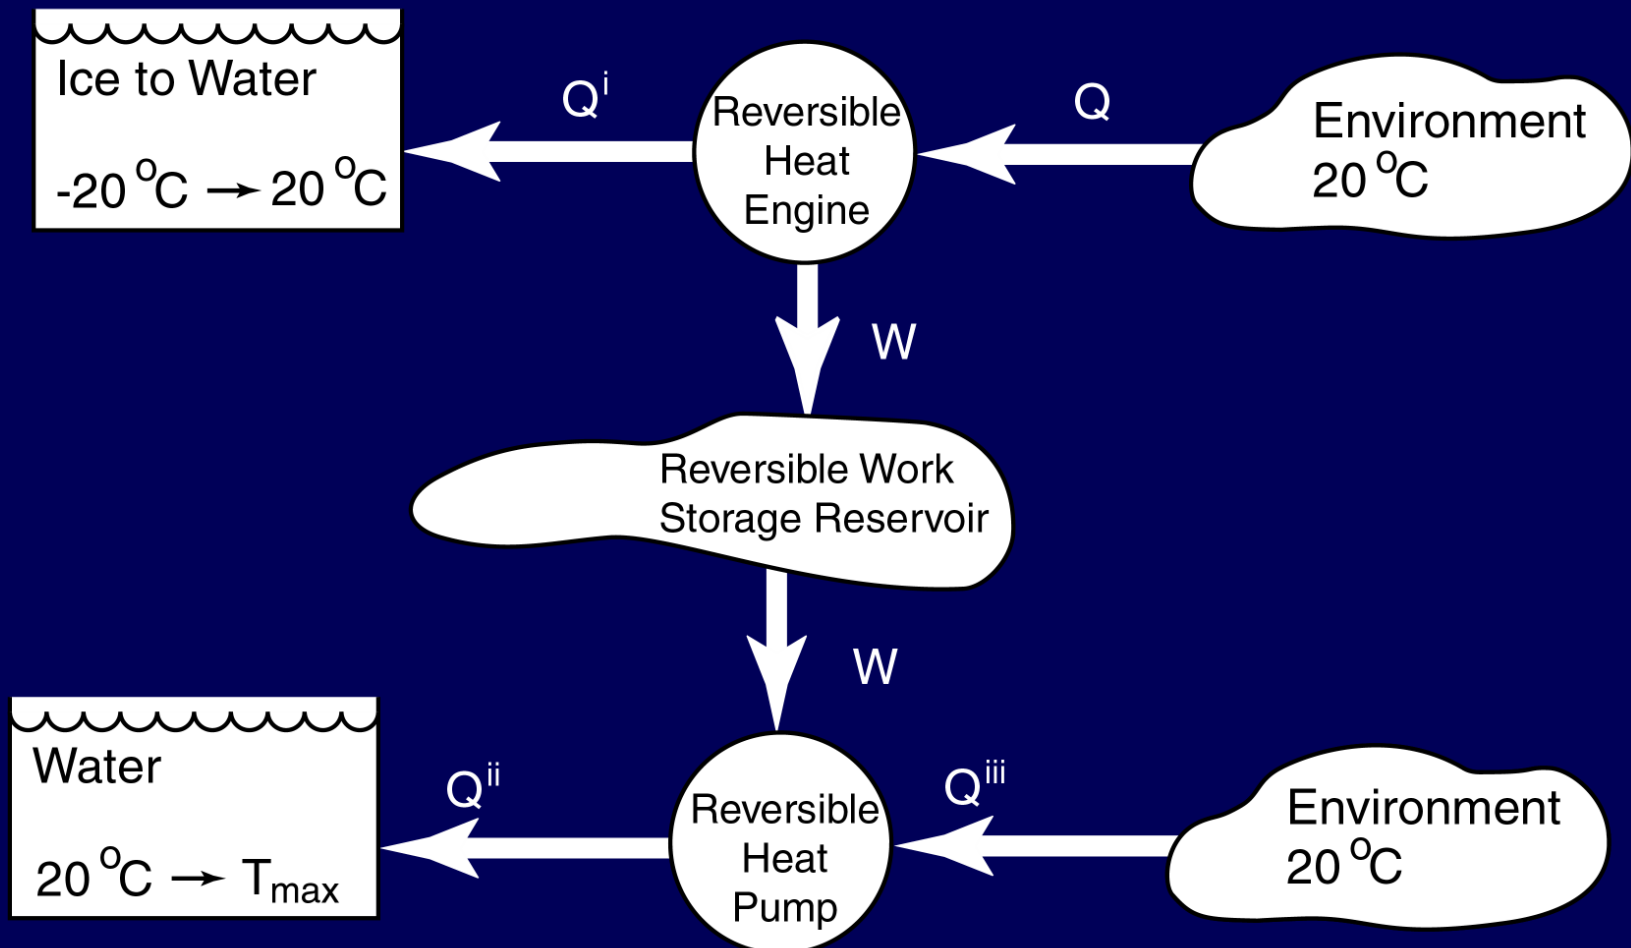 Ice to Water
-20 °C → 20 °C
Qⁱ
Reversible
Heat
Engine
Q
Environment
20 °C
W
Reversible Work
Storage Reservoir
W
Water
20 °C → Tmax
Qⁱⁱ
Reversible
Heat
Pump
Qⁱⁱⁱ
Environment
20 °C